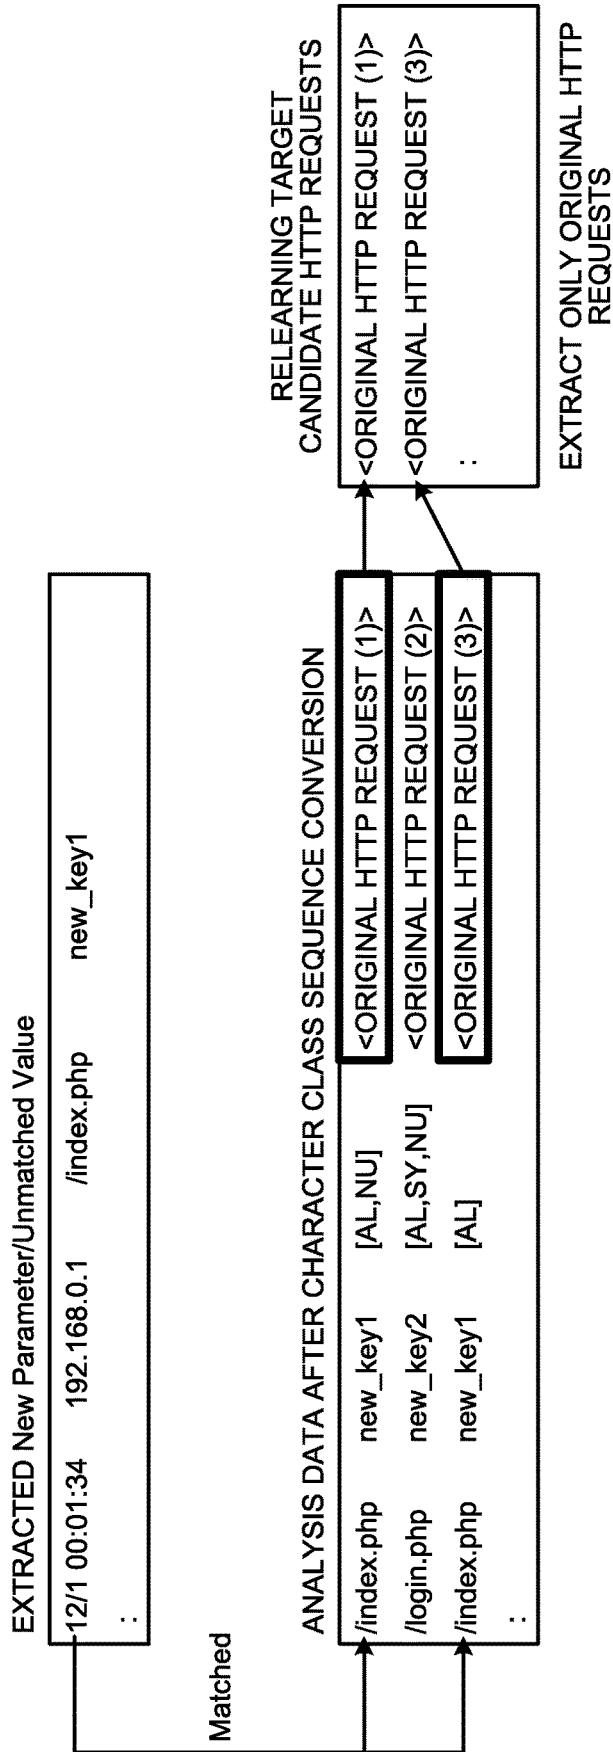 EXTRACTED New Parameter/Unmatched Value
12/1 00:01:34 192.168.0.1 /index.php new_key1
:
Matched
ANALYSIS DATA AFTER CHARACTER CLASS SEQUENCE CONVERSION
/index.php new_key1 [AL,NU] <ORIGINAL HTTP REQUEST (1)>
/login.php new_key2 [AL,SY,NU] <ORIGINAL HTTP REQUEST (2)>
/index.php new_key1 [AL] <ORIGINAL HTTP REQUEST (3)>
:
RELEARNING TARGET
CANDIDATE HTTP REQUESTS
<ORIGINAL HTTP REQUEST (1)>
<ORIGINAL HTTP REQUEST (3)>
:
EXTRACT ONLY ORIGINAL HTTP
REQUESTS